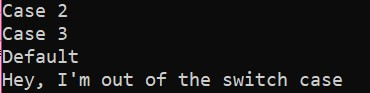 Case 2
Case 3
Default
Hey, I'm out of the switch case